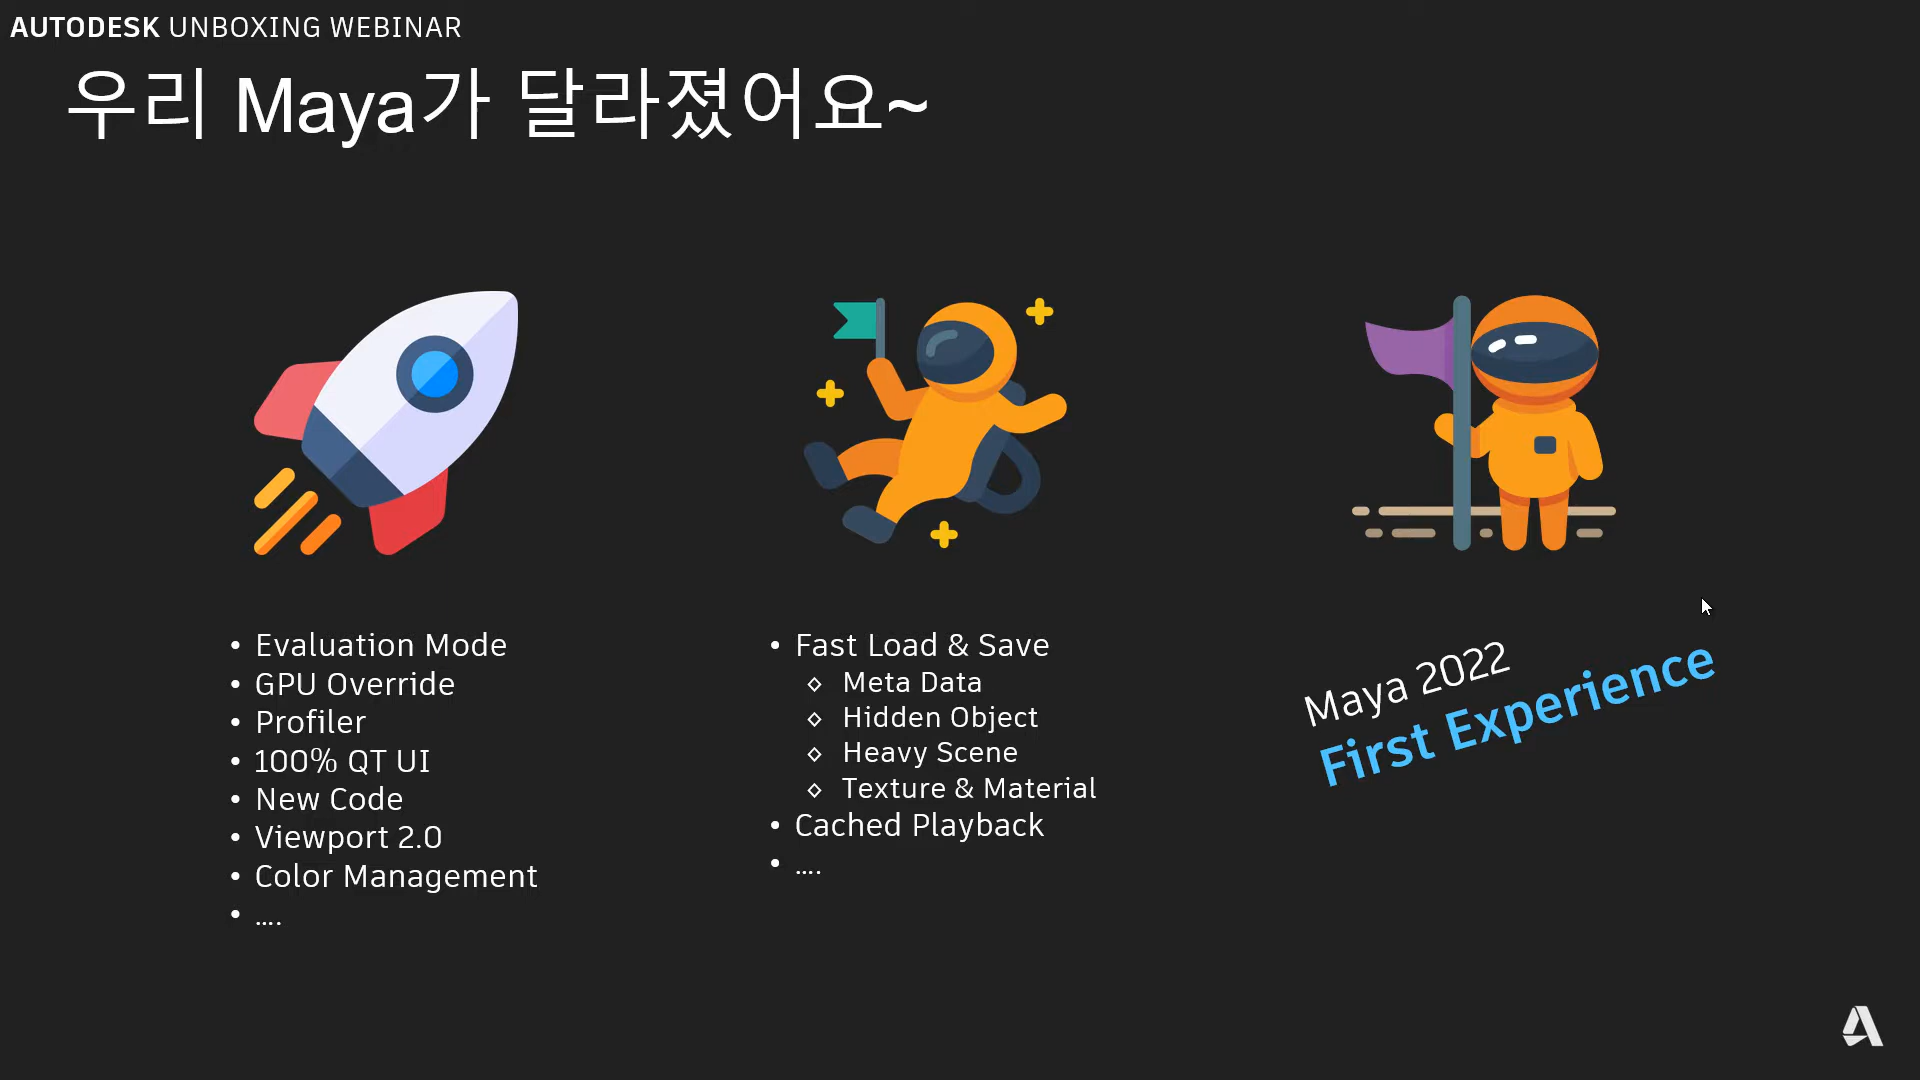 AUTODESK UNBOXING WEBINAR
우리 Maya가 달라졌어요~
• Evaluation Mode
• GPU Override
• Profiler
• 100% QT UI
• New Code
• Viewport 2.0
• Color Management
• ....
• Fast Load & Save
⋄ Meta Data
⋄ Hidden Object
⋄ Heavy Scene
⋄ Texture & Material
• Cached Playback
• ....
Maya 2022
First Experience